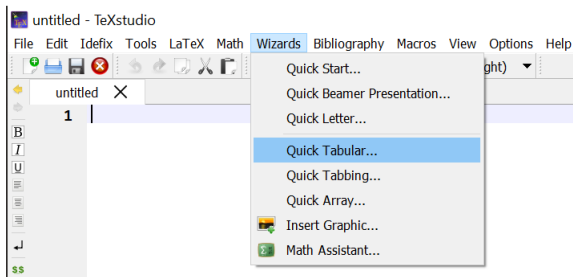 untitled - TeXstudio
File Edit Idefix Tools LaTeX Math Wizards Bibliography Macros View Options Help
Quick Start...
ght)
untitled
Quick Beamer Presentation...
1
Quick Letter...
B
I
Quick Tabular...
U
Quick Tabbing...
Quick Array...
Insert Graphic...
Math Assistant...
$$